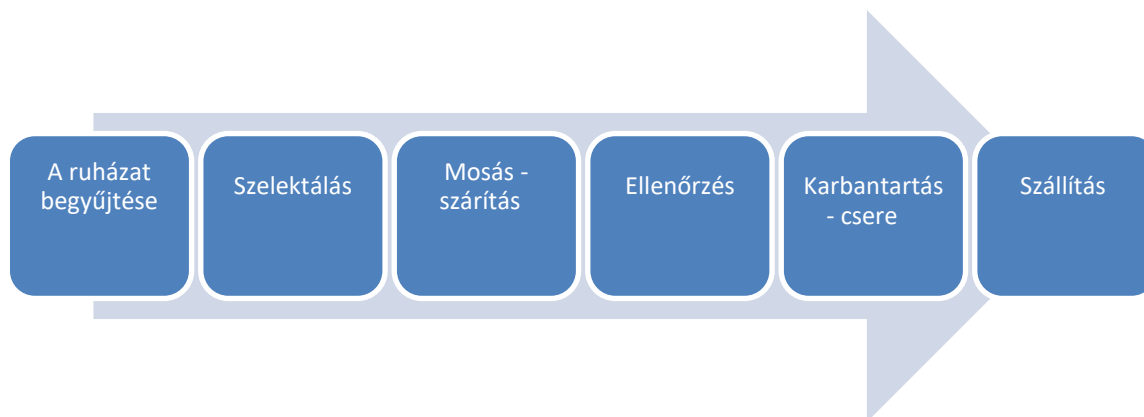 A ruházat
begyűjtése
Szelektálás
Mosás -
szárítás
Ellenőrzés
Karbantartás
- csere
Szállítás